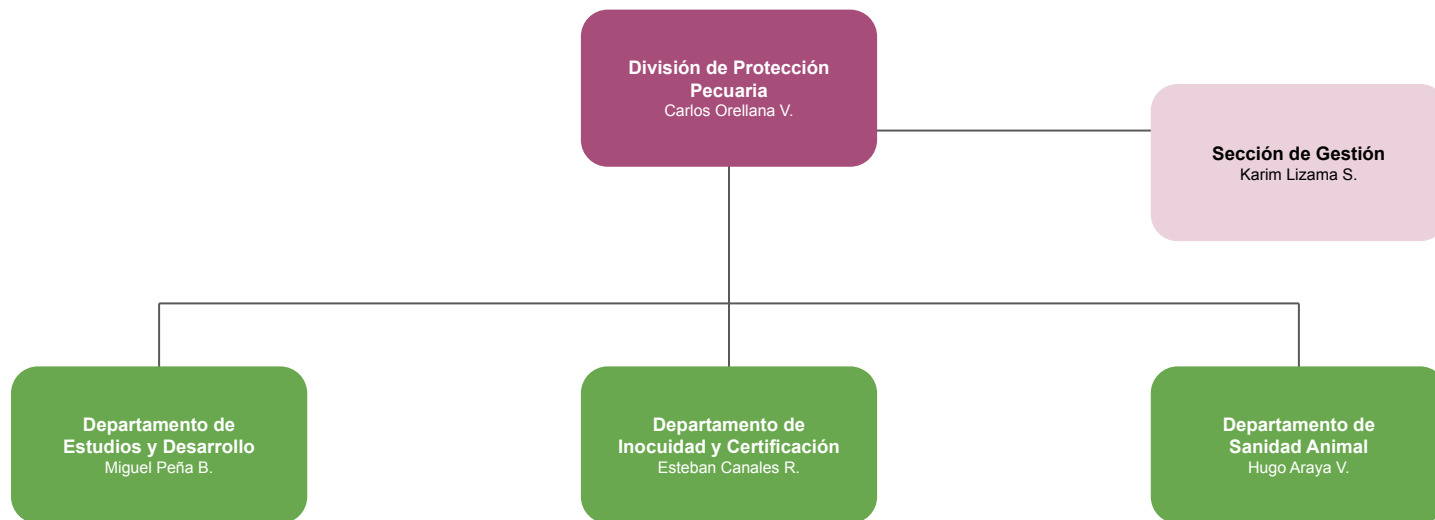 División de Protección
Pecuaria
Carlos Orellana V.
Sección de Gestión
Karim Lizama S.
Departamento de
Estudios y Desarrollo
Miguel Peña B.
Departamento de
Inocuidad y Certificación
Esteban Canales R.
Departamento de
Sanidad Animal
Hugo Araya V.